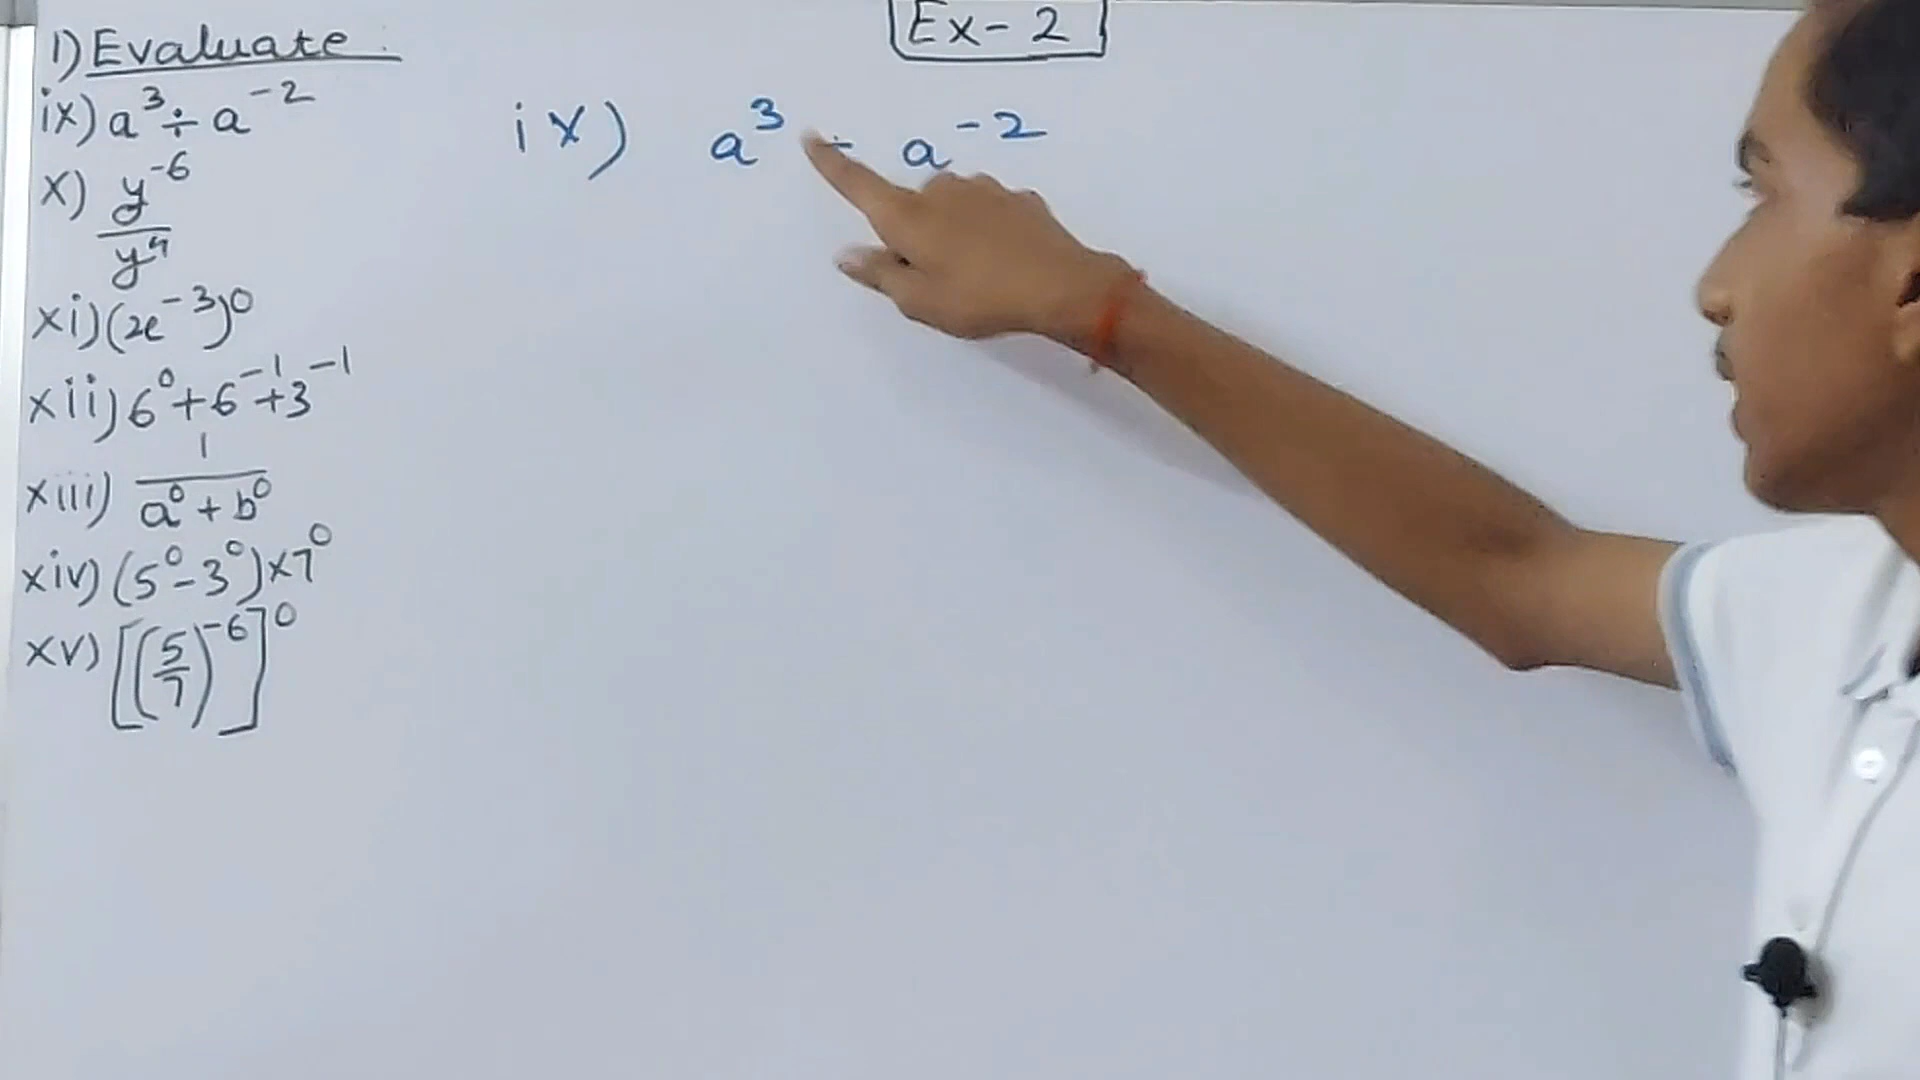 Ex-2
1) Evaluate.
ix) a³ ÷ a⁻²
x) y⁻⁶
y⁴
xi) (2e⁻³)⁰
xii) 6⁰ + 6⁻¹ + 3⁻¹
xiii) 1
a⁰ + b⁰
xiv) (5⁰ - 3⁰) × 7⁰
xv) [(5/7)⁻⁶]⁰
ix) a³ ÷ a⁻²